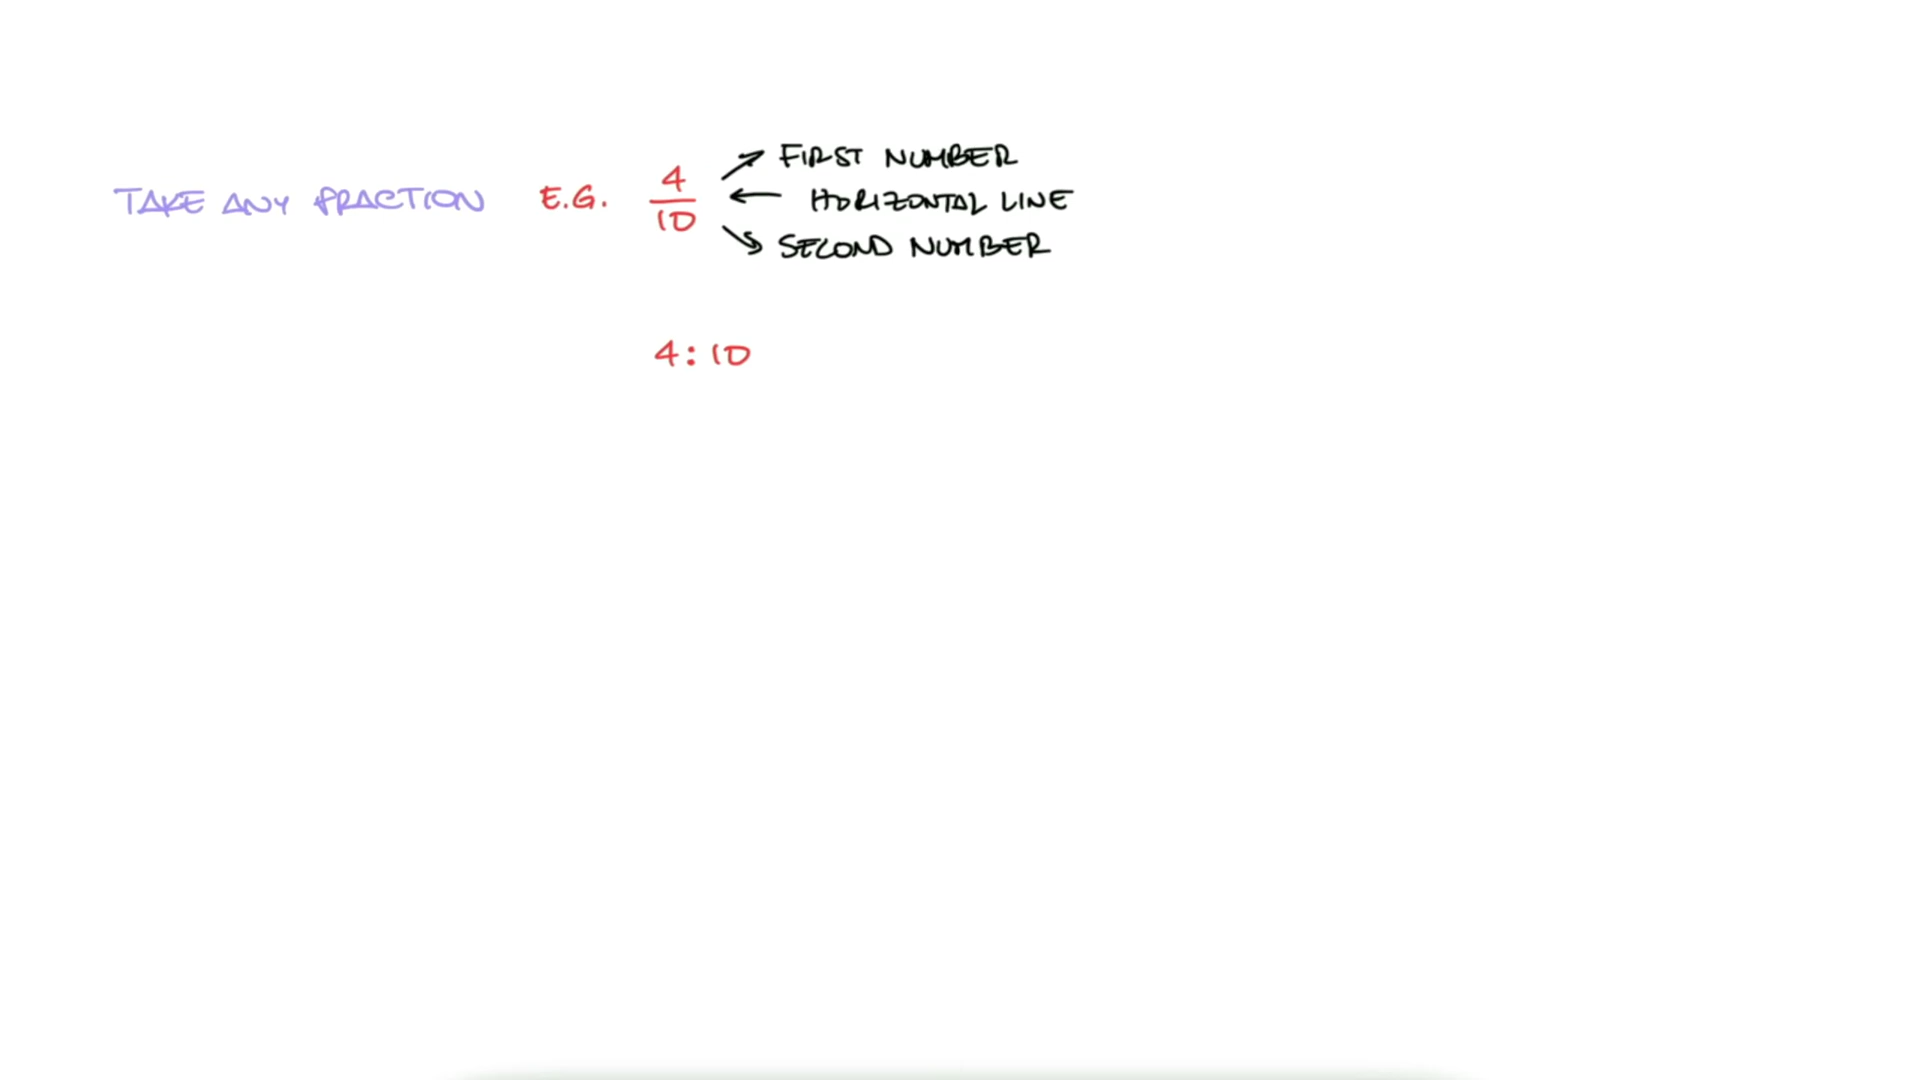 TAKE ANY FRACTION E.G. 4/10
FIRST NUMBER
HORIZONTAL LINE
SECOND NUMBER
4:10